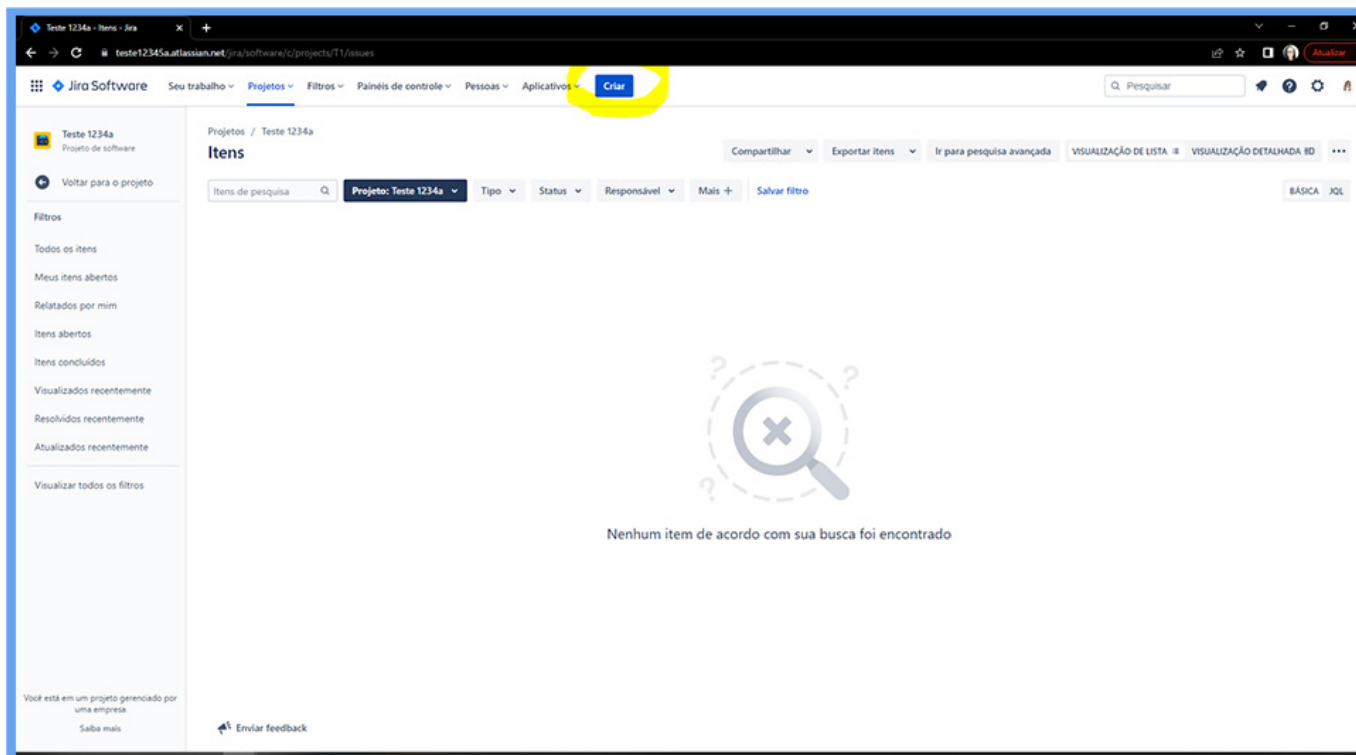 Teste 1234a - Itens - Jira
teste12345a.atlassian.net/jira/software/c/projects/T1/issues
Atualizar
Jira Software Seu trabalho Projetos Filtros Painéis de controle Pessoas Aplicativos Criar Pesquisar
Teste 1234a
Projeto de software
Voltar para o projeto
Filtros
Todos os itens
Meus itens abertos
Relatados por mim
Itens abertos
Itens concluídos
Visualizados recentemente
Resolvidos recentemente
Atualizados recentemente
Visualizar todos os filtros
Você está em um projeto gerenciado por
uma empresa
Saiba mais
Projetos / Teste 1234a
Itens
Compartilhar Exportar itens Ir para pesquisa avançada VISUALIZAÇÃO DE LISTA VISUALIZAÇÃO DETALHADA
Itens de pesquisa Projeto: Teste 1234a Tipo Status Responsável Mais + Salvar filtro BÁSICA JQL
Nenhum item de acordo com sua busca foi encontrado
Enviar feedback